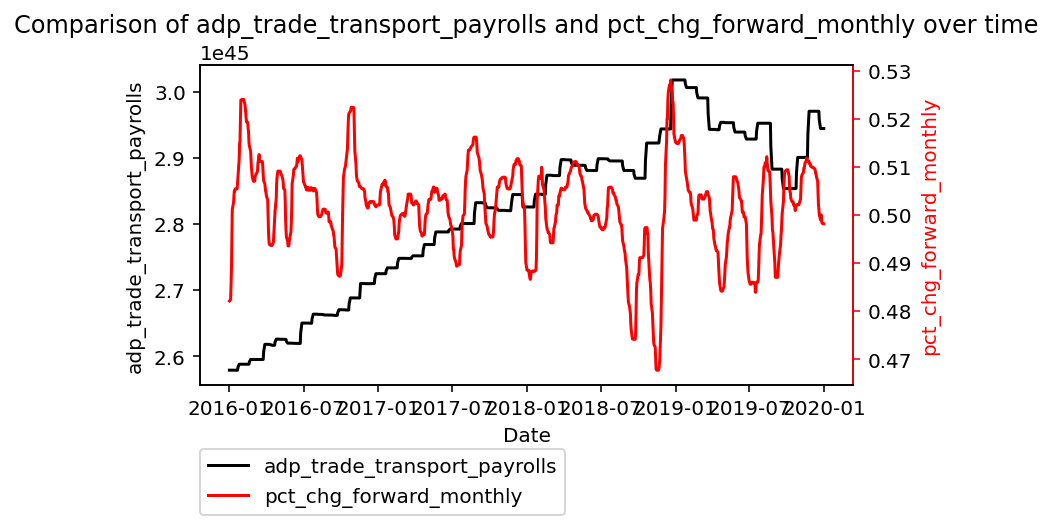 Comparison of adp_trade_transport_payrolls and pct_chg_forward_monthly over time
1e45
adp_trade_transport_payrolls
3.0
2.9
2.8
2.7
2.6
0.53
0.52
0.51
0.50
0.49
0.48
0.47
pct_chg_forward_monthly
2016-01 2016-07 2017-01 2017-07 2018-01 2018-07 2019-01 2019-07 2020-01
Date
adp_trade_transport_payrolls
pct_chg_forward_monthly